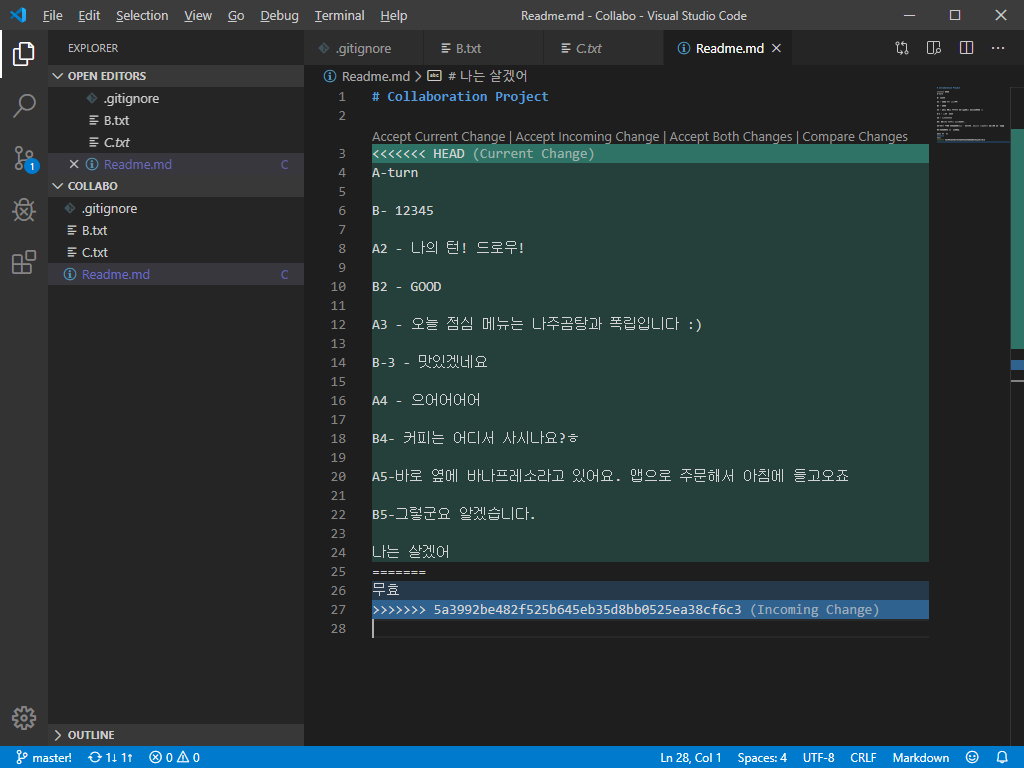 File Edit Selection View Go Debug Terminal Help Readme.md - Collabo - Visual Studio Code
EXPLORER
OPEN EDITORS
.gitignore
B.txt
C.txt
Readme.md C
COLLABO
.gitignore
B.txt
C.txt
Readme.md C
OUTLINE
1
.gitignore B.txt C.txt Readme.md
Readme.md > # 나는 살겠어
1 # Collaboration Project
2
Accept Current Change | Accept Incoming Change | Accept Both Changes | Compare Changes
3 <<<<<<< HEAD (Current Change)
4 A-turn
5
6 B- 12345
7
8 A2 - 나의 턴! 드로우!
9
10 B2 - GOOD
11
12 A3 - 오늘 점심 메뉴는 나주곰탕과 폭립입니다 :)
13
14 B-3 - 맛있겠네요
15
16 A4 - 으어어어어
17
18 B4- 커피는 어디서 사시나요?ㅎ
19
20 A5-바로 옆에 바나프레소라고 있어요. 앱으로 주문해서 아침에 들고오죠
21
22 B5-그렇군요 알겠습니다.
23
24 나는 살겠어
25 =======
26 무효
27 >>>>>>> 5a3992be482f525b645eb35d8bb0525ea38cf6c3 (Incoming Change)
28
master! 1↓ 1↑ 0 0 Ln 28, Col 1 Spaces: 4 UTF-8 CRLF Markdown